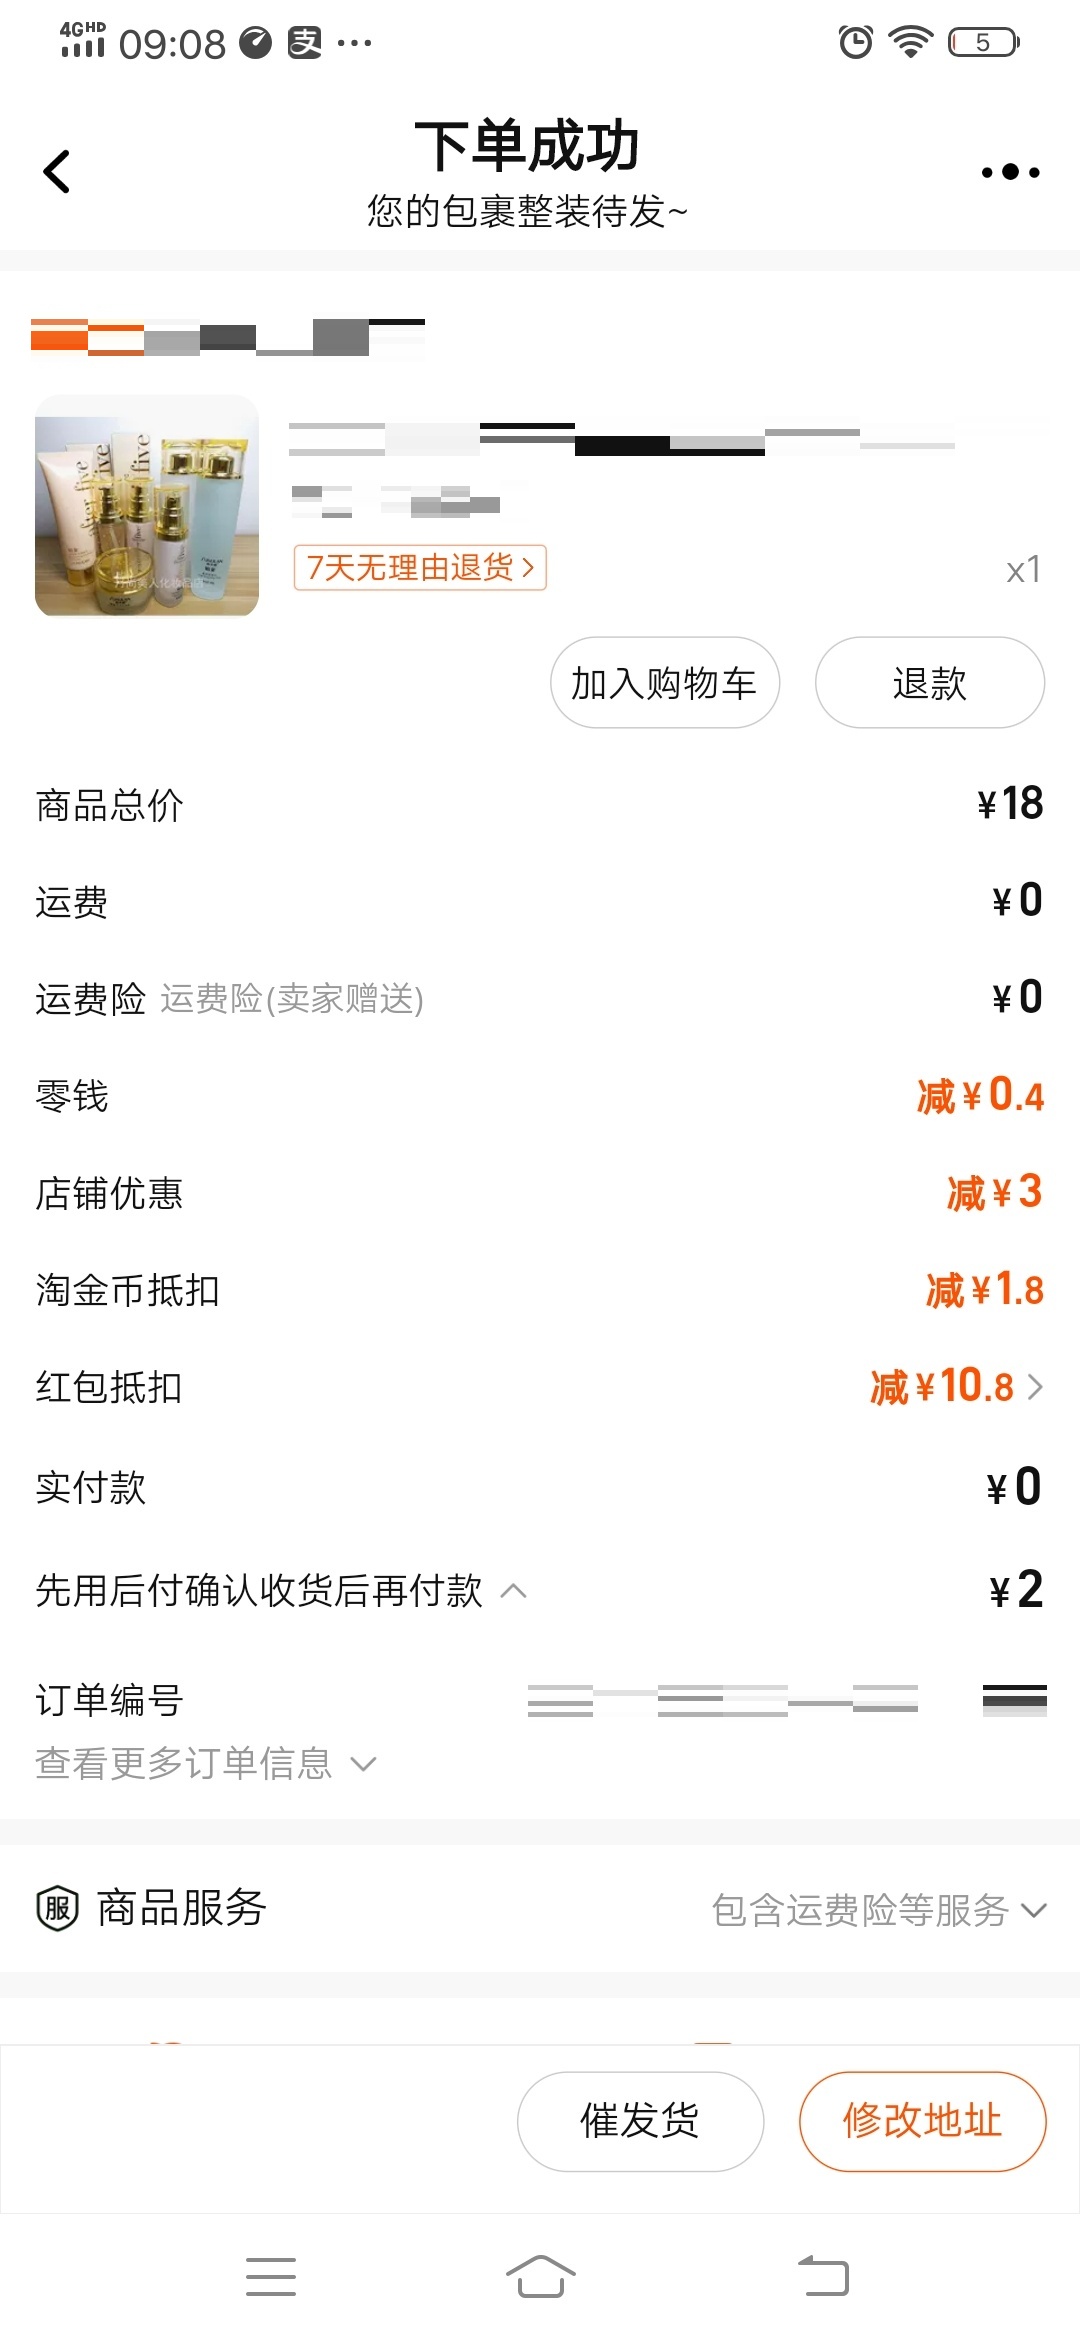 4GHD 09:08 支 5
下单成功
您的包裹整装待发~
7天无理由退货
x1
加入购物车 退款
商品总价 ¥18
运费 ¥0
运费险 运费险(卖家赠送) ¥0
零钱 减¥0.4
店铺优惠 减¥3
淘金币抵扣 减¥1.8
红包抵扣 减¥10.8
实付款 ¥0
先用后付确认收货后再付款 ¥2
订单编号
查看更多订单信息
服 商品服务 包含运费险等服务
催发货 修改地址